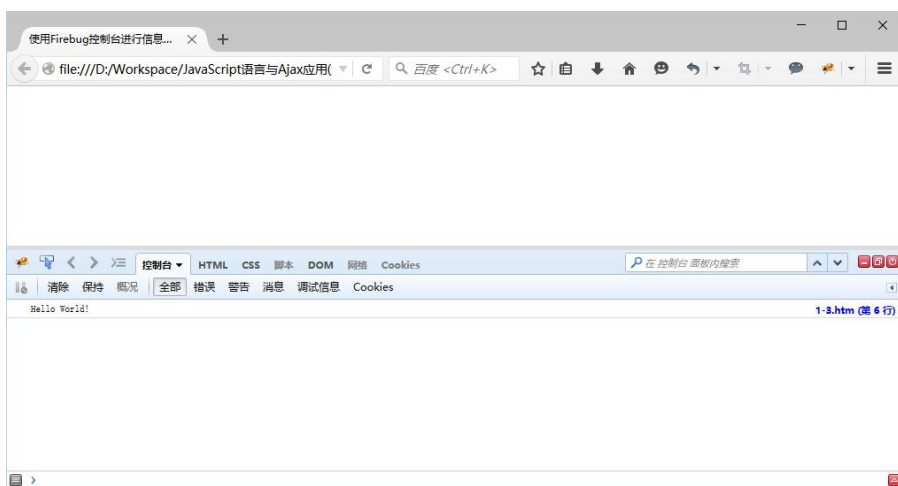 使用Firebug控制台进行信息...
file:///D:/Workspace/JavaScript语言与Ajax应用( 百度 <Ctrl+K>
控制台 HTML CSS 脚本 DOM 网络 Cookies 在 控制台 面板内搜索
清除 保持 概况 全部 错误 警告 消息 调试信息 Cookies
Hello World! 1-3.htm (第 6 行)